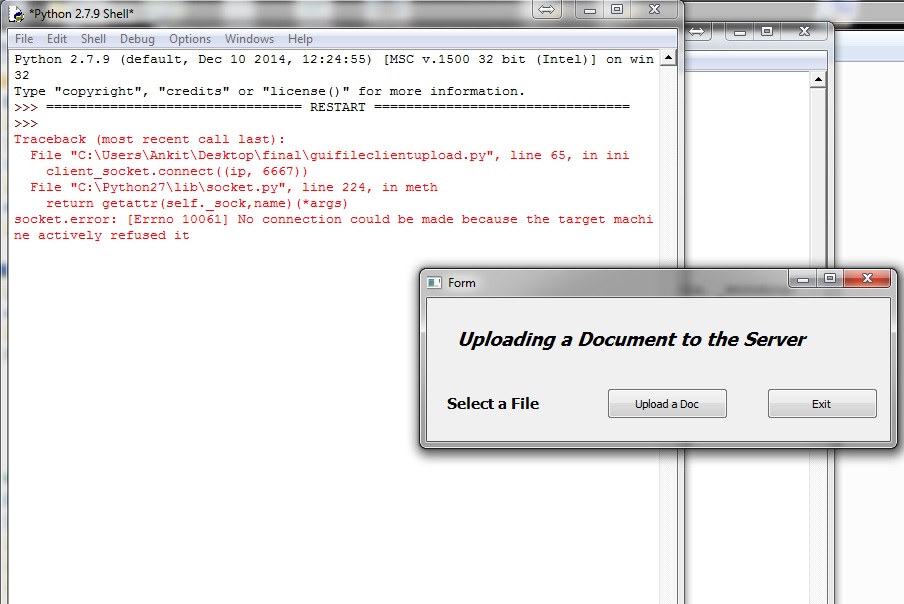 *Python 2.7.9 Shell*
File Edit Shell Debug Options Windows Help
Python 2.7.9 (default, Dec 10 2014, 12:24:55) [MSC v.1500 32 bit (Intel)] on win
32
Type "copyright", "credits" or "license()" for more information.
>>> ================================ RESTART ================================
>>>
Traceback (most recent call last):
  File "C:\Users\Ankit\Desktop\final\guifileclientupload.py", line 65, in ini
    client_socket.connect((ip, 6667))
  File "C:\Python27\lib\socket.py", line 224, in meth
    return getattr(self._sock,name)(*args)
socket.error: [Errno 10061] No connection could be made because the target machi
ne actively refused it
Form
Uploading a Document to the Server
Select a File Upload a Doc Exit